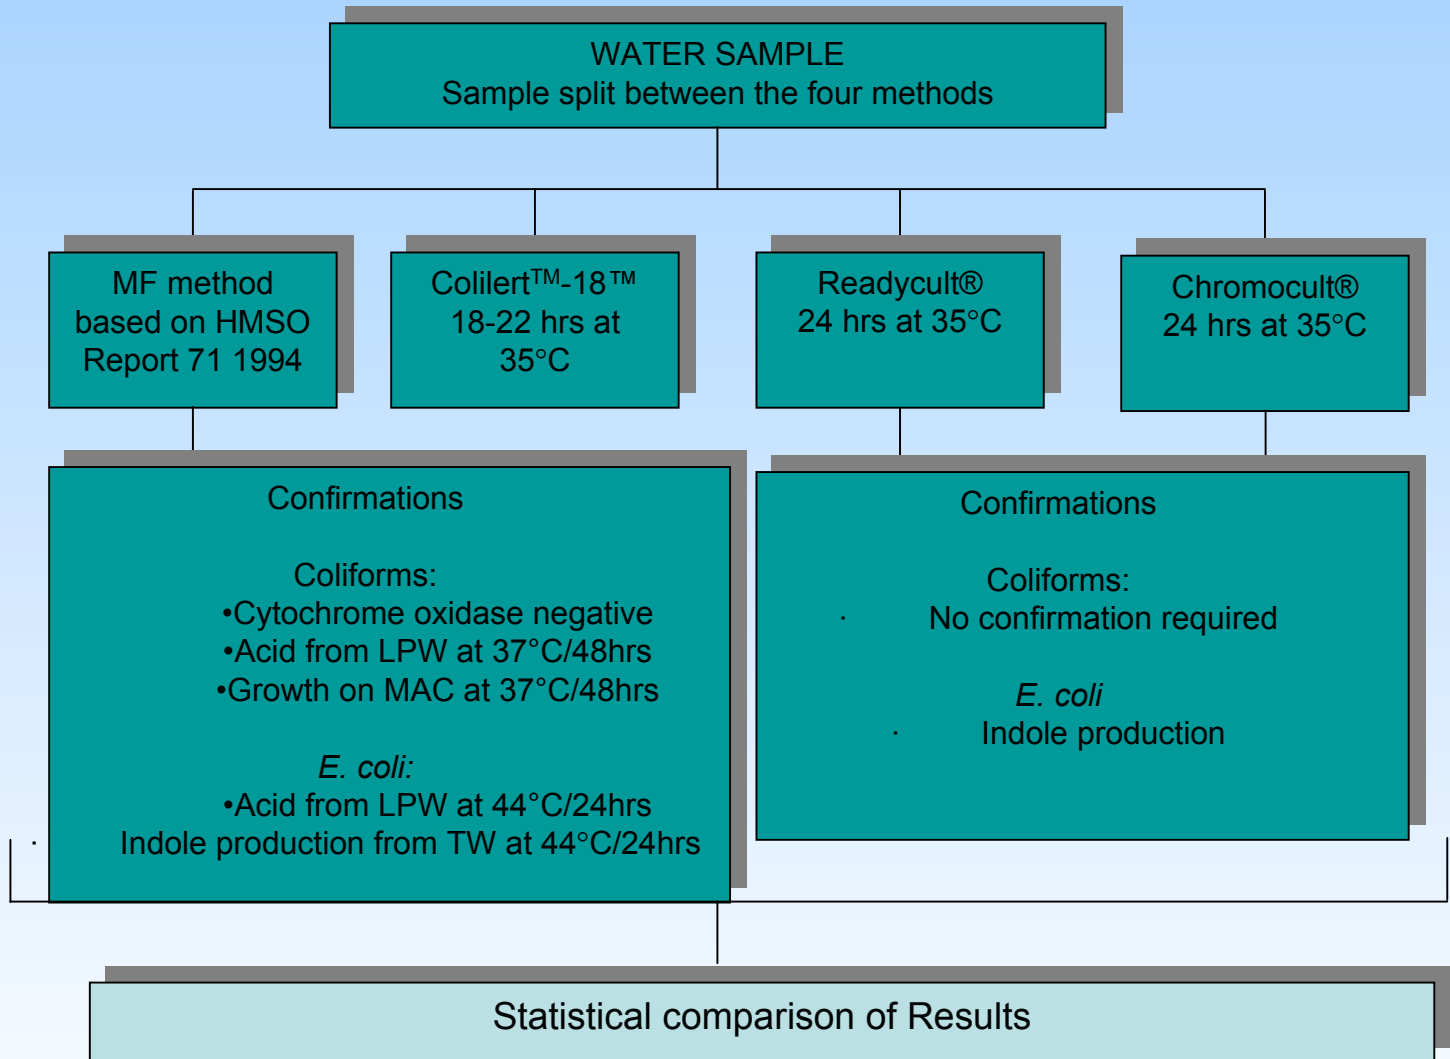 WATER SAMPLE
Sample split between the four methods
MF method
based on HMSO
Report 71 1994
Colilert™-18™
18-22 hrs at
35°C
Readycult®
24 hrs at 35°C
Chromocult®
24 hrs at 35°C
Confirmations
Coliforms:
•Cytochrome oxidase negative
•Acid from LPW at 37°C/48hrs
•Growth on MAC at 37°C/48hrs
E. coli:
•Acid from LPW at 44°C/24hrs
· Indole production from TW at 44°C/24hrs
Confirmations
Coliforms:
· No confirmation required
E. coli
· Indole production
Statistical comparison of Results